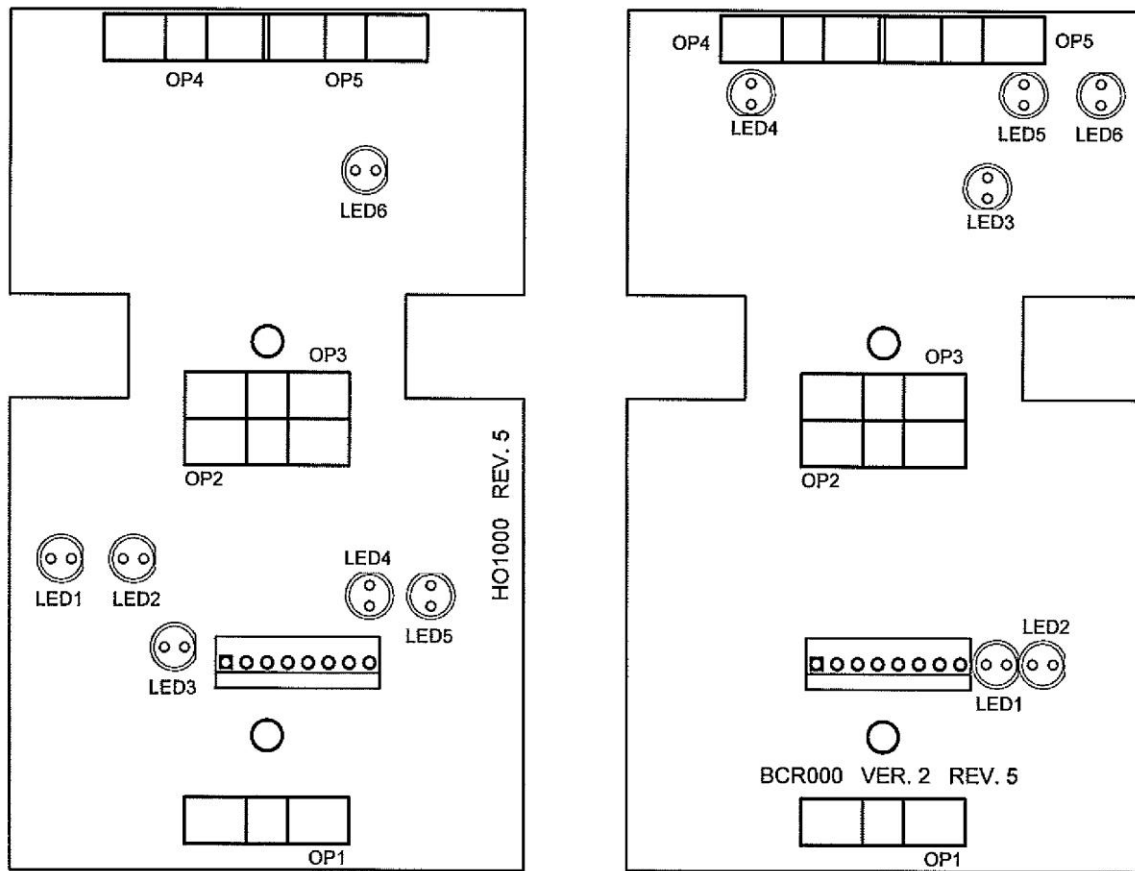 OP4 OP5
LED6
OP3
OP2
HO1000 REV. 5
LED4
LED1 LED2 LED5
LED3
OP1
OP4 OP5
LED4 LED5 LED6
LED3
OP3
OP2
LED2
LED1
BCR000 VER. 2 REV. 5
OP1